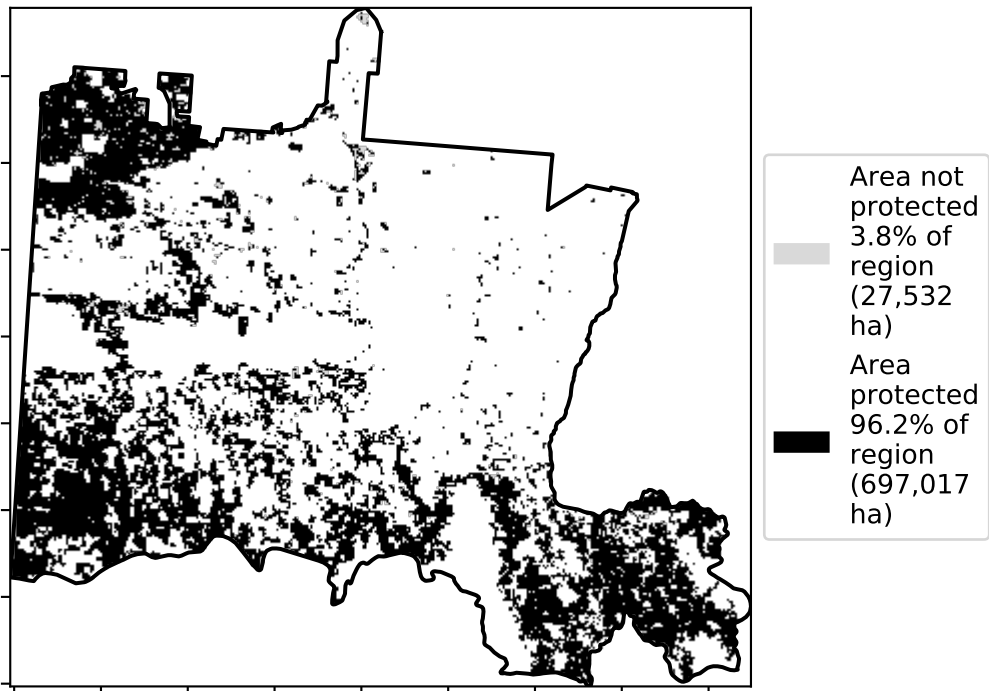 Area not
protected
3.8% of
region
(27,532
ha)
Area
protected
96.2% of
region
(697,017
ha)